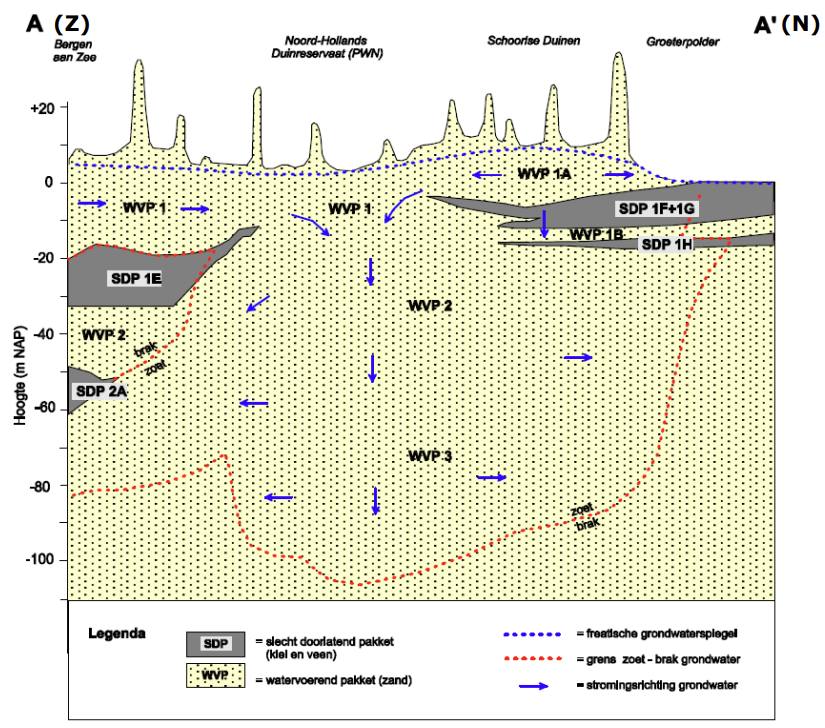 A (Z)
A' (N)
Bergen
aan Zee
Noord-Hollands
Duinreservaat (PWN)
Schoorlse Duinen
Groeterpolder
+20
0
-20
-40
-60
-80
-100
Hoogte (m NAP)
WVP 1
WVP 1
WVP 1A
SDP 1F+1G
WVP 1B
SDP 1H
SDP 1E
WVP 2
WVP 2
brak
zoet
SDP 2A
WVP 3
zoet
brak
Legenda
SDP
= slecht doorlatend pakket
(klei en veen)
WVP
= watervoerend pakket (zand)
= freatische grondwaterspiegel
= grens zoet - brak grondwater
= stromingsrichting grondwater